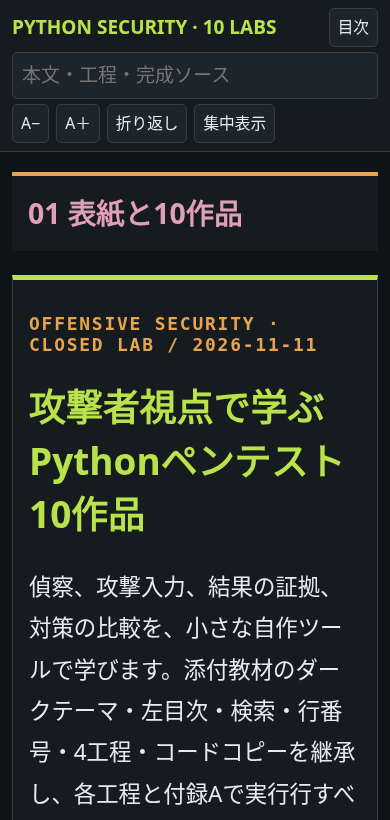 PYTHON SECURITY · 10 LABS
目次
本文・工程・完成ソース
A−
A＋
折り返し
集中表示
01 表紙と10作品
OFFENSIVE SECURITY ·
CLOSED LAB / 2026-11-11
攻撃者視点で学ぶ
Pythonペンテスト
10作品
偵察、攻撃入力、結果の証拠、
対策の比較を、小さな自作ツー
ルで学びます。添付教材のダー
クテーマ・左目次・検索・行番
号・4工程・コードコピーを継承
し、各工程と付録Aで実行行すべ